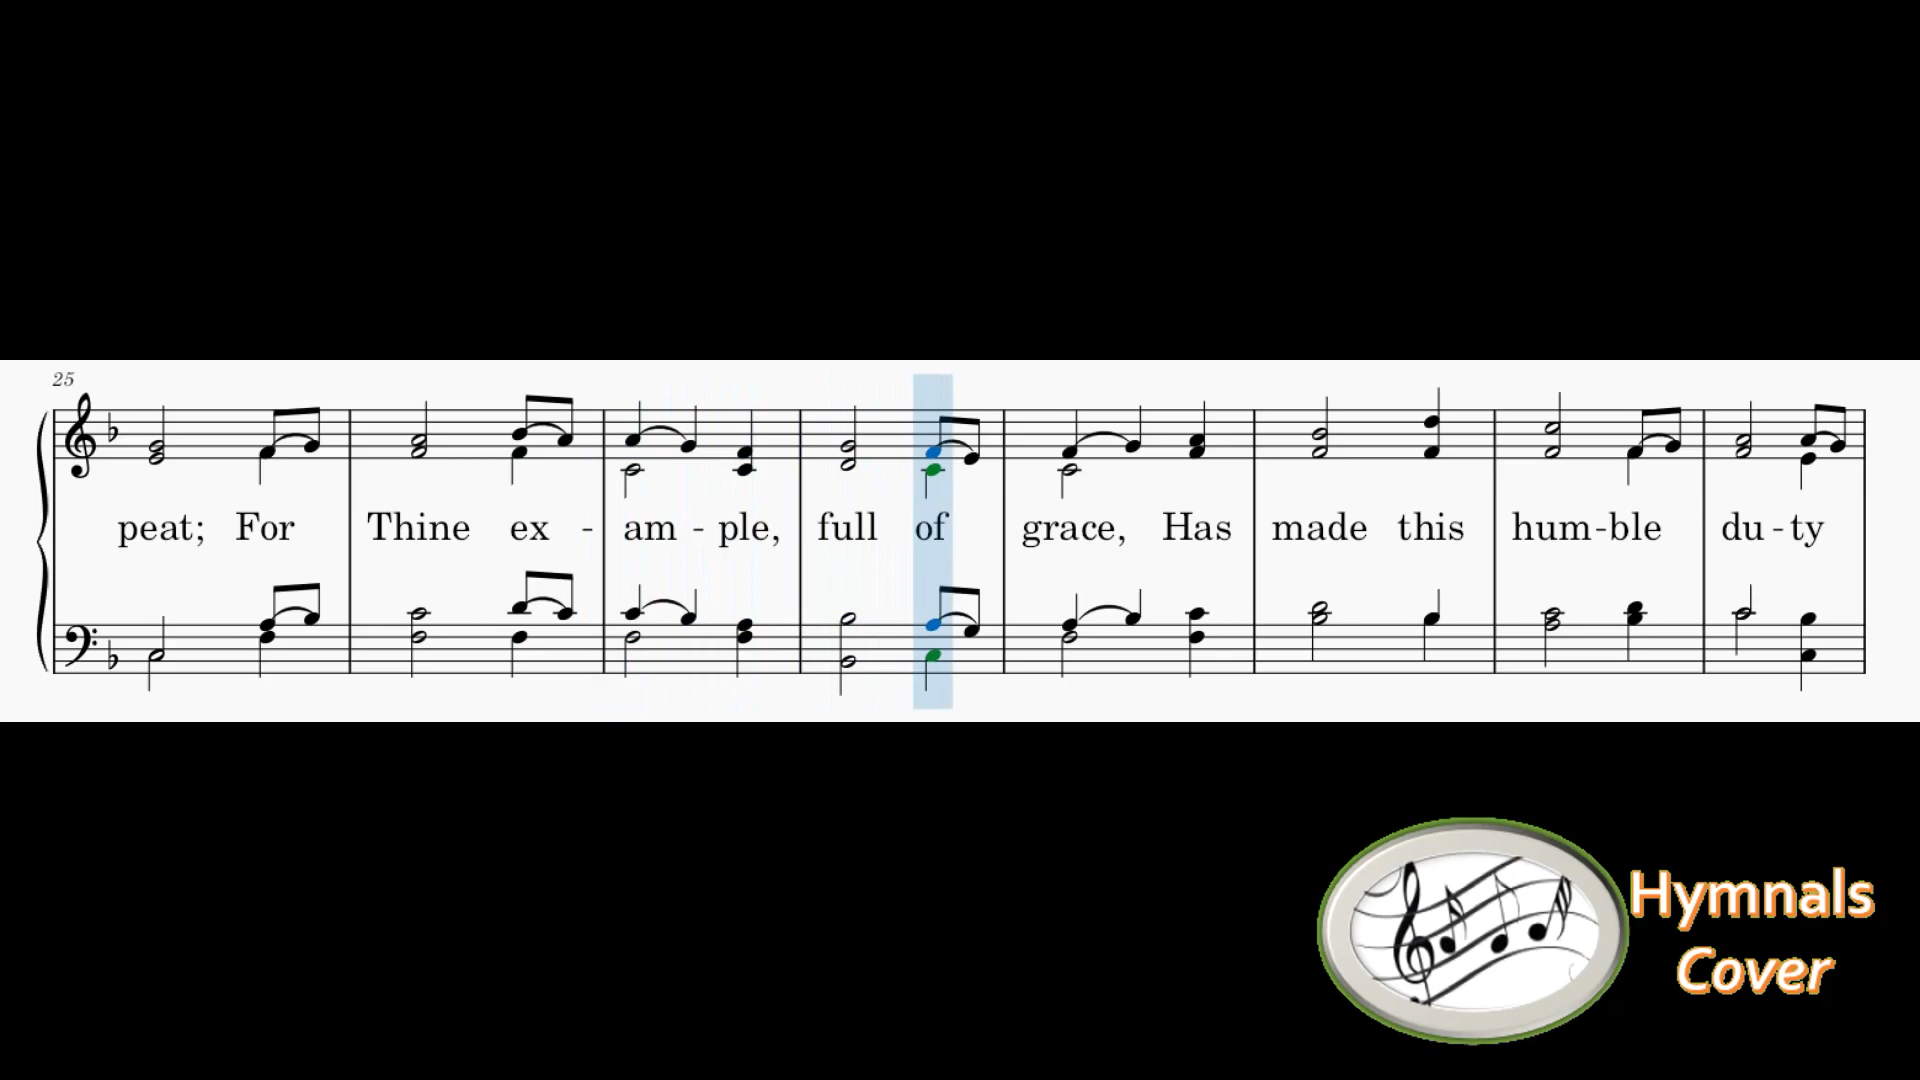 25
peat; For Thine ex - am - ple, full of grace, Has made this hum-ble du-ty
Hymnals
Cover